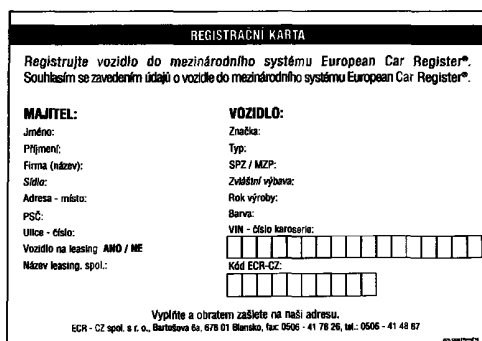 REGISTRAČNÍ KARTA
Registrujte vozidlo do mezinárodního systému European Car Register®.
Souhlasím se zavedením údajů o vozidle do mezinárodního systému European Car Register®.
MAJITEL:
Jméno:
Příjmení:
Firma (název):
Sídlo:
Adresa - místo:
PSČ:
Ulice - číslo:
Vozidlo na leasing ANO / NE
Název leasing. spol.:
VOZIDLO:
Značka:
Typ:
SPZ / MZP:
Zvláštní výbava:
Rok výroby:
Barva:
VIN - číslo karoserie:
Kód ECR-CZ:
Vyplňte a obratem zašlete na naši adresu.
ECR - CZ spol. s r. o., Bartošova 6a, 678 01 Blansko, fax: 0506 - 41 78 26, tel.: 0506 - 41 48 87